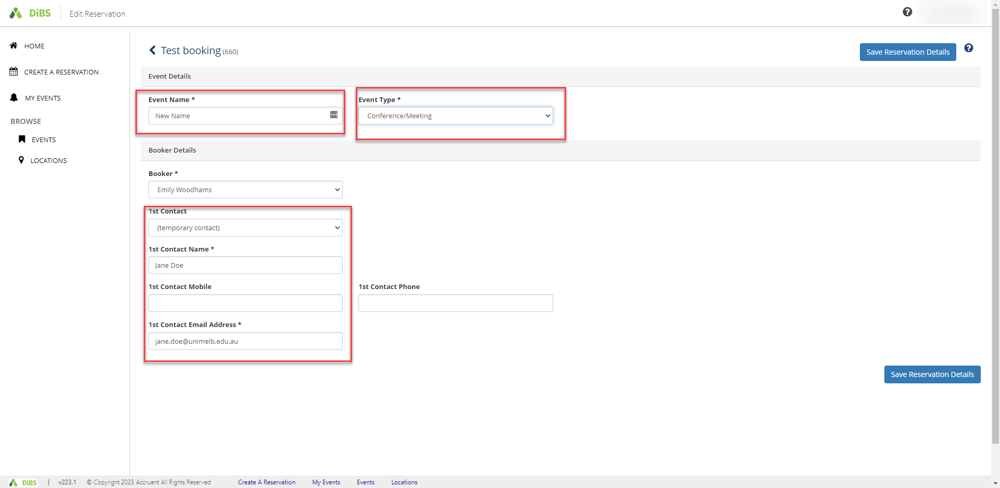 DiBS
Edit Reservation
HOME
CREATE A RESERVATION
MY EVENTS
BROWSE
EVENTS
LOCATIONS
Test booking (660)
Save Reservation Details
Event Details
Event Name *
Event Type *
New Name
Conference/Meeting
Booker Details
Booker *
Emily Woodhams
1st Contact
(temporary contact)
1st Contact Name *
Jane Doe
1st Contact Mobile
1st Contact Phone
1st Contact Email Address *
jane.doe@unimelb.edu.au
Save Reservation Details
DiBS | v223.1 © Copyright 2023 Accruent All Rights Reserved Create A Reservation My Events Events Locations